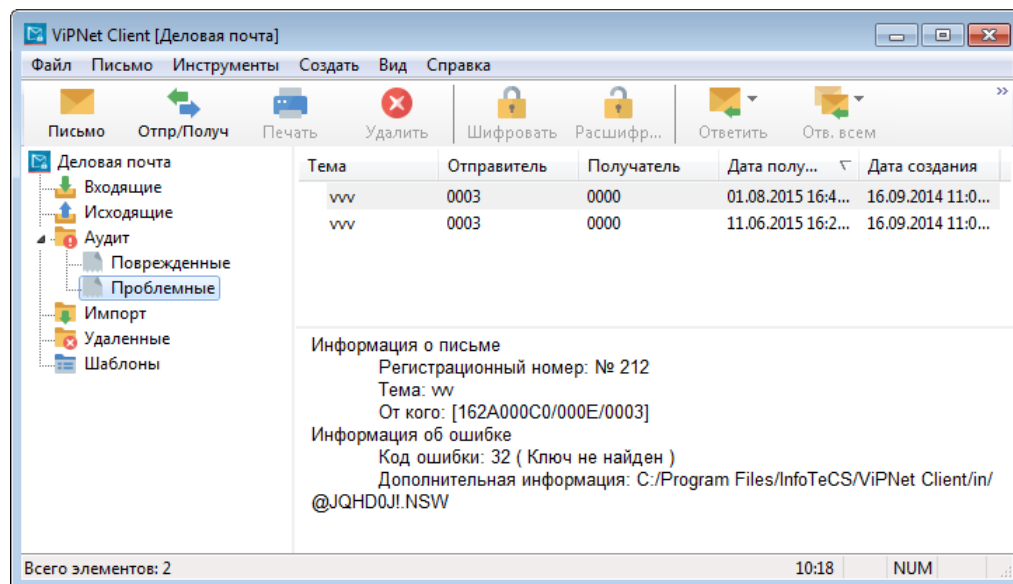 ViPNet Client [Деловая почта]
Файл Письмо Инструменты Создать Вид Справка
Письмо Отпр/Получ Печать Удалить Шифровать Расшифр... Ответить Отв. всем »
Деловая почта
Входящие
Исходящие
Аудит
Поврежденные
Проблемные
Импорт
Удаленные
Шаблоны
Тема Отправитель Получатель Дата полу... Дата создания
vvv 0003 0000 01.08.2015 16:4... 16.09.2014 11:0...
vvv 0003 0000 11.06.2015 16:2... 16.09.2014 11:0...
Информация о письме
Регистрационный номер: № 212
Тема: vvv
От кого: [162A000C0/000E/0003]
Информация об ошибке
Код ошибки: 32 ( Ключ не найден )
Дополнительная информация: C:/Program Files/InfoTeCS/ViPNet Client/in/
@JQHD0J!.NSW
Всего элементов: 2 10:18 NUM